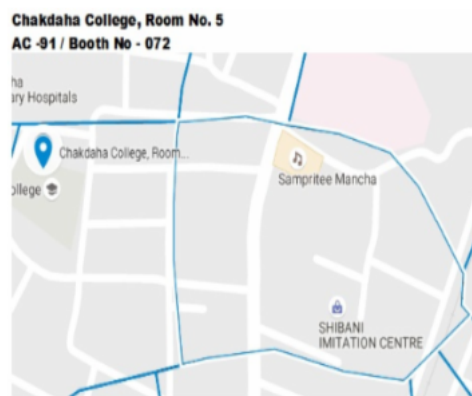 Chakdaha College, Room No. 5
AC -91 / Booth No - 072
ha
ary Hospitals
Chakdaha College, Room...
ollege
Sampritee Mancha
SHIBANI
IMITATION CENTRE